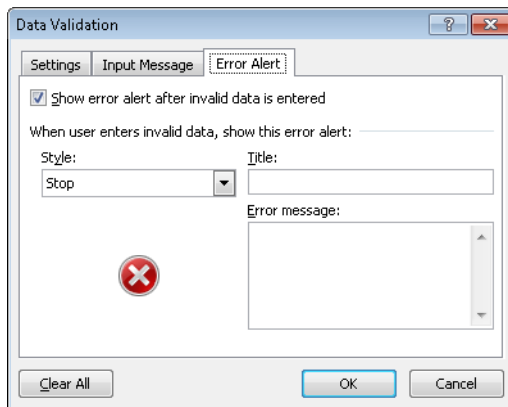 Data Validation
Settings Input Message Error Alert
Show error alert after invalid data is entered
When user enters invalid data, show this error alert:
Style: Title:
Stop
Error message:
Clear All OK Cancel